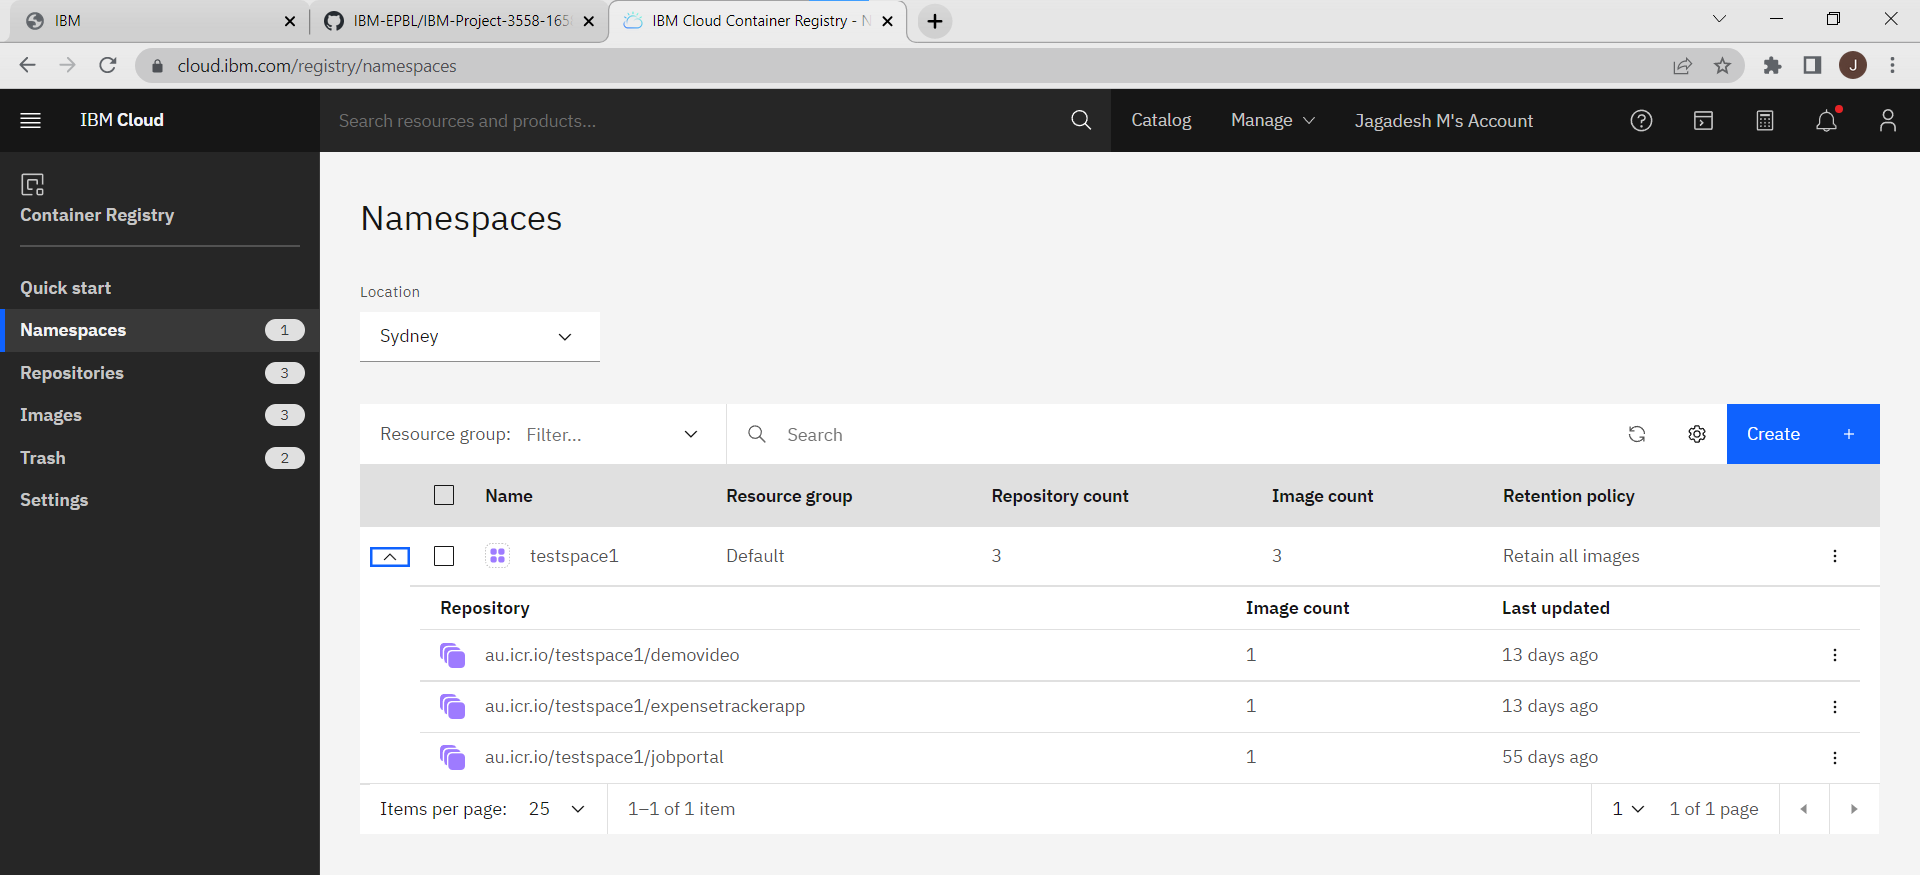 IBM
IBM-EPBL/IBM-Project-3558-165
IBM Cloud Container Registry - N
cloud.ibm.com/registry/namespaces
J
IBM Cloud
Search resources and products...
Catalog
Manage
Jagadesh M's Account
Container Registry
Quick start
Namespaces 1
Repositories 3
Images 3
Trash 2
Settings
Namespaces
Location
Sydney
Resource group: Filter...
Search
Create +
Name Resource group Repository count Image count Retention policy
testspace1 Default 3 3 Retain all images
Repository Image count Last updated
au.icr.io/testspace1/demovideo 1 13 days ago
au.icr.io/testspace1/expensetrackerapp 1 13 days ago
au.icr.io/testspace1/jobportal 1 55 days ago
Items per page: 25 1–1 of 1 item 1 1 of 1 page